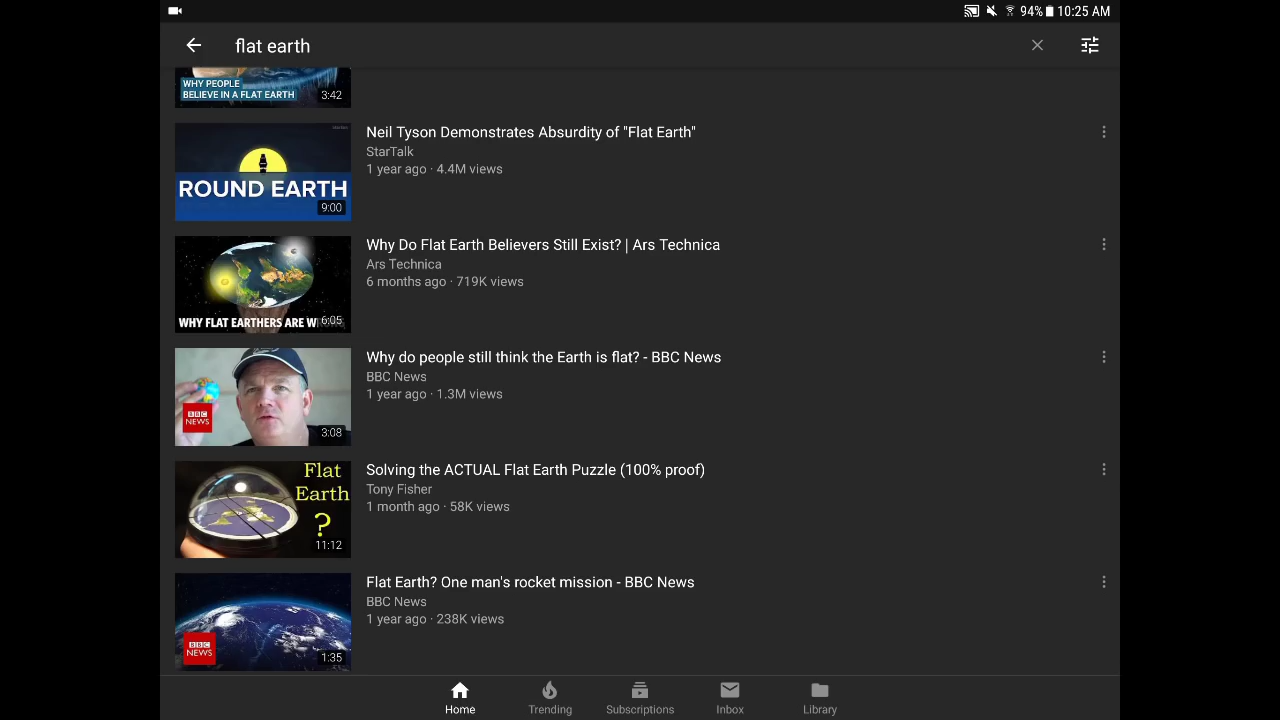 94% 10:25 AM
flat earth
WHY PEOPLE
BELIEVE IN A FLAT EARTH
3:42
Neil Tyson Demonstrates Absurdity of "Flat Earth"
StarTalk
1 year ago · 4.4M views
ROUND EARTH
9:00
Why Do Flat Earth Believers Still Exist? | Ars Technica
Ars Technica
6 months ago · 719K views
WHY FLAT EARTHERS ARE W
6:05
Why do people still think the Earth is flat? - BBC News
BBC News
1 year ago · 1.3M views
BBC
NEWS
3:08
Solving the ACTUAL Flat Earth Puzzle (100% proof)
Tony Fisher
1 month ago · 58K views
Flat
Earth
?
11:12
Flat Earth? One man's rocket mission - BBC News
BBC News
1 year ago · 238K views
BBC
NEWS
1:35
Home Trending Subscriptions Inbox Library